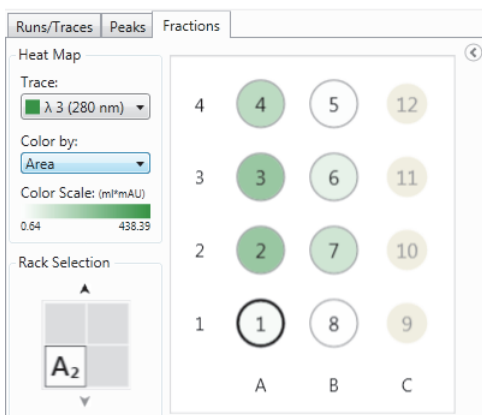 Runs/Traces Peaks Fractions
Heat Map
Trace:
λ 3 (280 nm)
Color by:
Area
Color Scale: (ml*mAU)
0.64 438.39
Rack Selection
A₂
4 4 5 12
3 3 6 11
2 2 7 10
1 1 8 9
A B C